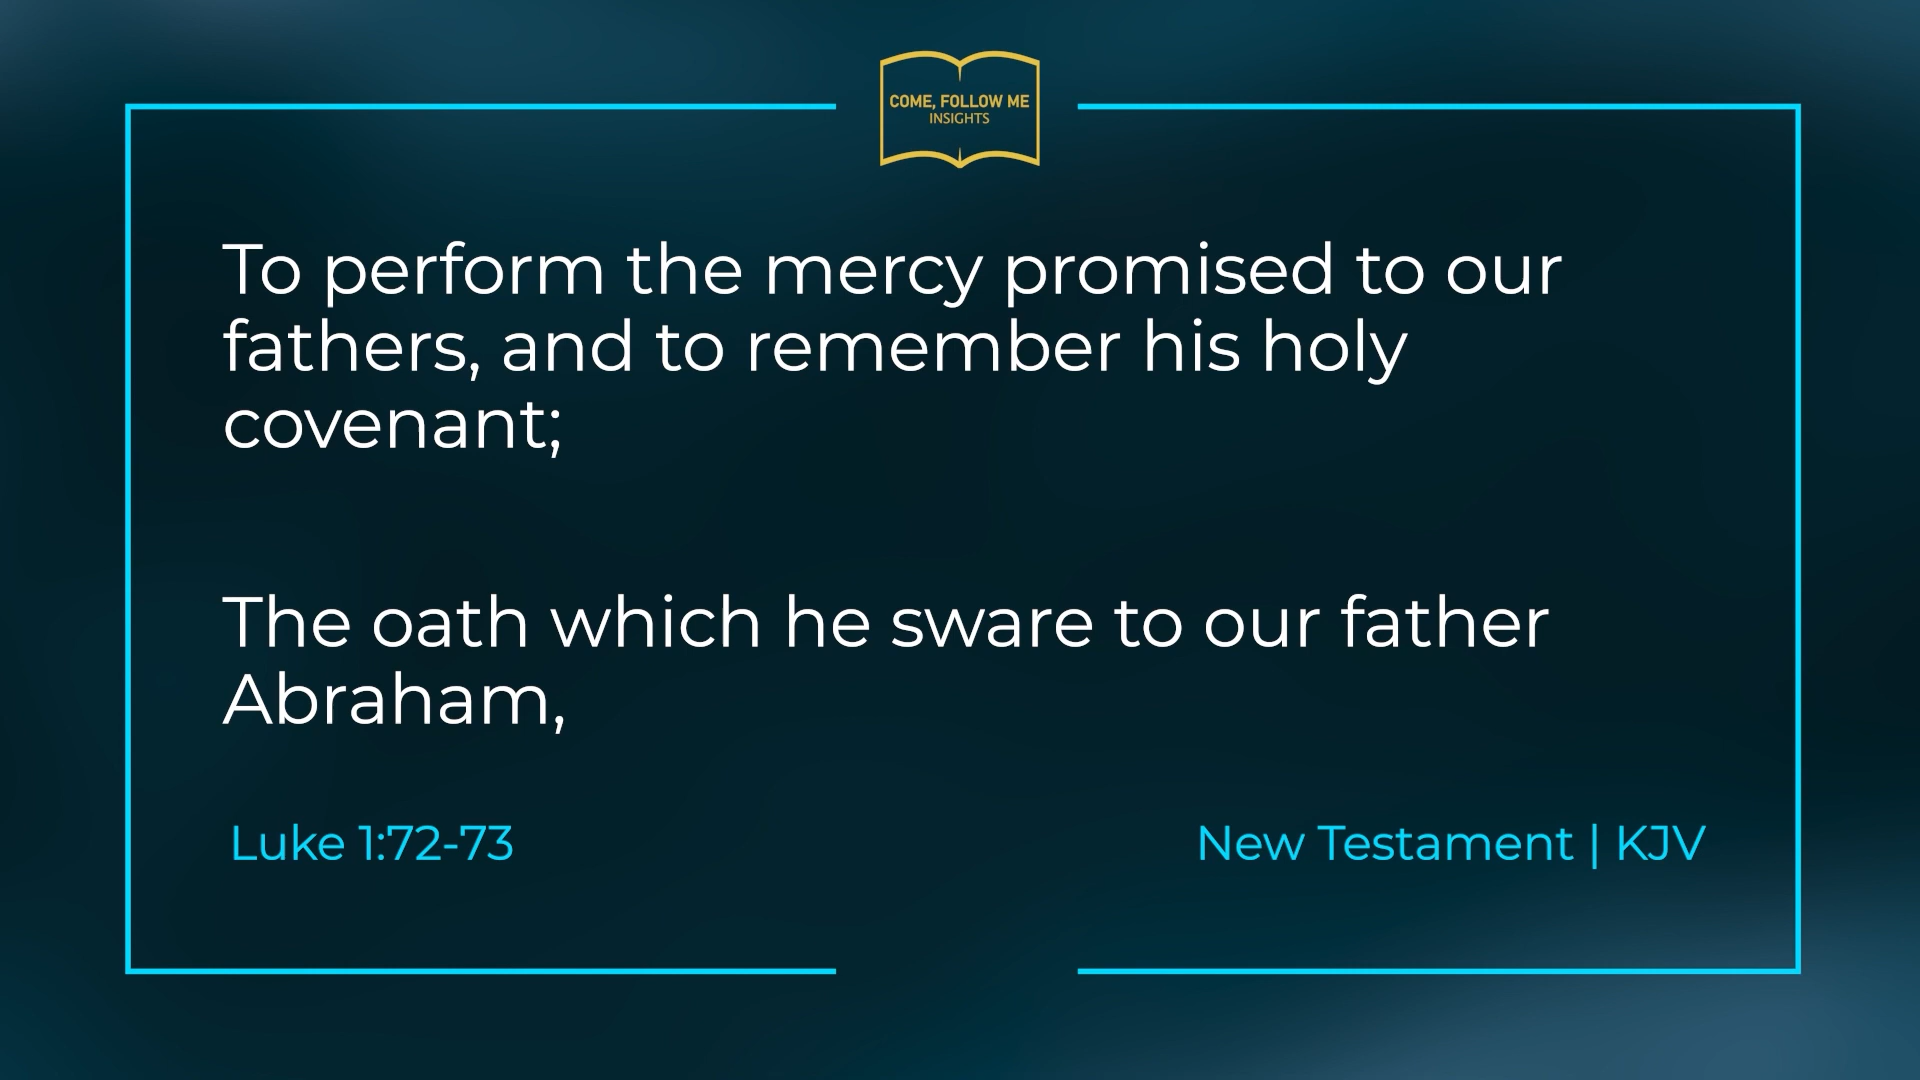 COME, FOLLOW ME
INSIGHTS
To perform the mercy promised to our
fathers, and to remember his holy
covenant;
The oath which he sware to our father
Abraham,
Luke 1:72-73
New Testament | KJV